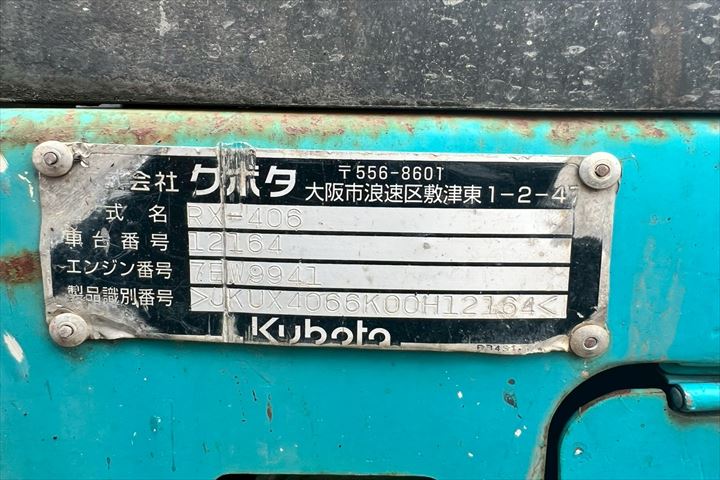 会社 クボタ 〒556-8601
大阪市浪速区敷津東1-2-47
式名 RX-406
車台番号 12164
エンジン番号 7EW9941
製品識別番号 >JKUX4066K00H12164<
Kubota